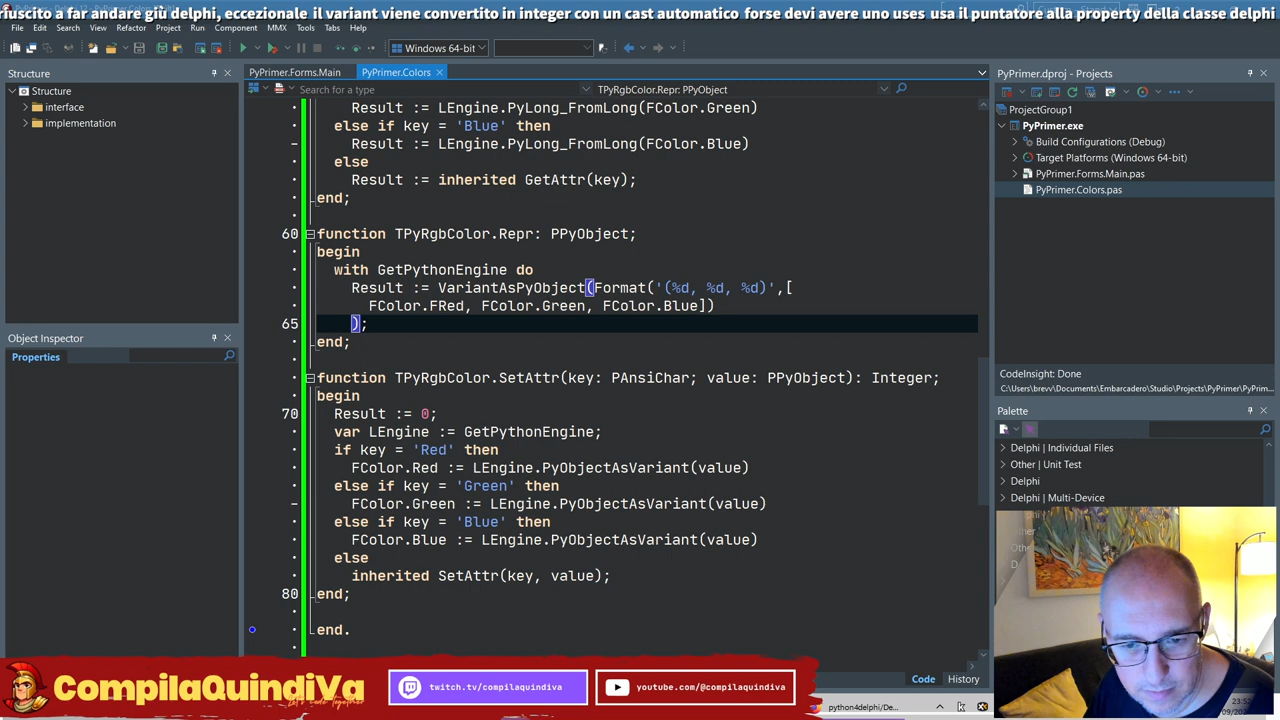 riuscito a far andare giù delphi, eccezionale il variant viene convertito in integer con un cast automatico forse devi avere uno uses usa il puntatore alla property della classe delphi
File Edit Search View Refactor Project Run Component MMX Tools Tabs Help
Windows 64-bit
Structure
Structure
interface
implementation
Object Inspector
Properties
PyPrimer.Forms.Main PyPrimer.Colors
Search for a type TPyRgbColor.Repr: PPyObject
Result := LEngine.PyLong_FromLong(FColor.Green)
else if key = 'Blue' then
Result := LEngine.PyLong_FromLong(FColor.Blue)
else
Result := inherited GetAttr(key);
end;
60 function TPyRgbColor.Repr: PPyObject;
begin
with GetPythonEngine do
Result := VariantAsPyObject(Format('(%d, %d, %d)',[
FColor.FRed, FColor.Green, FColor.Blue])
65 );
end;
function TPyRgbColor.SetAttr(key: PAnsiChar; value: PPyObject): Integer;
begin
70 Result := 0;
var LEngine := GetPythonEngine;
if key = 'Red' then
FColor.Red := LEngine.PyObjectAsVariant(value)
else if key = 'Green' then
FColor.Green := LEngine.PyObjectAsVariant(value)
else if key = 'Blue' then
FColor.Blue := LEngine.PyObjectAsVariant(value)
else
inherited SetAttr(key, value);
80 end;
end.
Code History
PyPrimer.dproj - Projects
ProjectGroup1
PyPrimer.exe
Build Configurations (Debug)
Target Platforms (Windows 64-bit)
PyPrimer.Forms.Main.pas
PyPrimer.Colors.pas
CodeInsight: Done
C:\Users\brevv\Documents\Embarcadero\Studio\Projects\PyPrimer\PyPrim...
Palette
Delphi | Individual Files
Other | Unit Test
Delphi
Delphi | Multi-Device
CompilaQuindiVa
Let's Code Together
twitch.tv/compilaquindiva
youtube.com/@compilaquindiva
python4delphi/De...